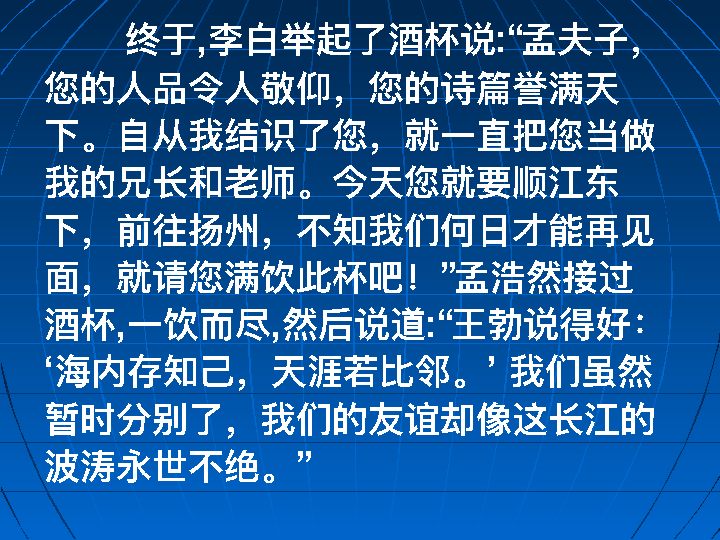 终于,李白举起了酒杯说:“孟夫子，
您的人品令人敬仰，您的诗篇誉满天
下。自从我结识了您，就一直把您当做
我的兄长和老师。今天您就要顺江东
下，前往扬州，不知我们何日才能再见
面，就请您满饮此杯吧！”孟浩然接过
酒杯,一饮而尽,然后说道:“王勃说得好：
‘海内存知己，天涯若比邻。’ 我们虽然
暂时分别了，我们的友谊却像这长江的
波涛永世不绝。”